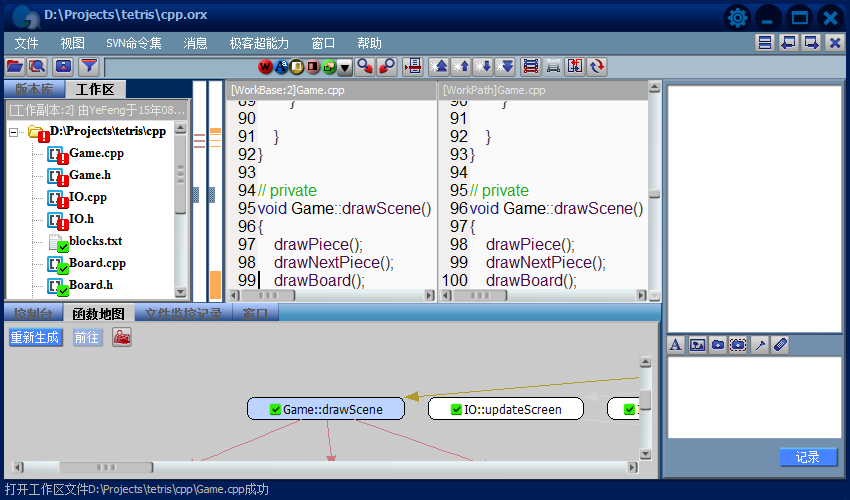 D:\Projects\tetris\cpp.orx
文件 视图 SVN命令集 消息 极客超能力 窗口 帮助
版本库 工作区
[工作副本:2] 由YeFeng于15年08...
D:\Projects\tetris\cpp
Game.cpp
Game.h
IO.cpp
IO.h
blocks.txt
Board.cpp
Board.h
[WorkBase:2]Game.cpp
89 }
90
91 }
92 }
93
94 // private
95 void Game::drawScene()
96 {
97 drawPiece();
98 drawNextPiece();
99 drawBoard();
[WorkPath]Game.cpp
90 }
91
92 }
93 }
94
95 // private
96 void Game::drawScene()
97 {
98 drawPiece();
99 drawNextPiece();
100 drawBoard();
控制台 函数地图 文件监控记录 窗口
重新生成 前往
Game::drawScene IO::updateScreen
记录
打开工作区文件D:\Projects\tetris\cpp\Game.cpp成功